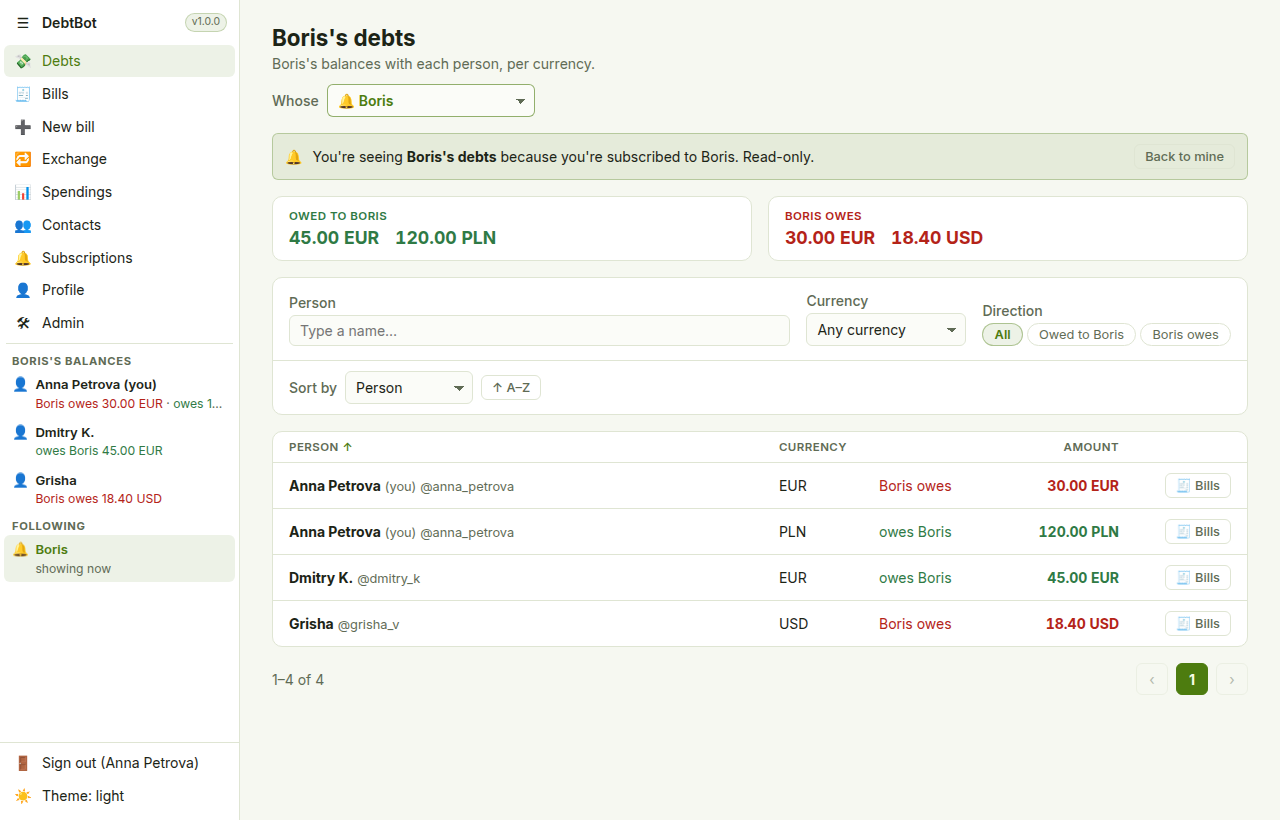 ☰ DebtBot v1.0.0
Debts
Bills
New bill
Exchange
Spendings
Contacts
Subscriptions
Profile
Admin
BORIS'S BALANCES
Anna Petrova (you)
Boris owes 30.00 EUR · owes 1...
Dmitry K.
owes Boris 45.00 EUR
Grisha
Boris owes 18.40 USD
FOLLOWING
Boris
showing now
Sign out (Anna Petrova)
Theme: light
Boris's debts
Boris's balances with each person, per currency.
Whose Boris
You're seeing Boris's debts because you're subscribed to Boris. Read-only. Back to mine
OWED TO BORIS
45.00 EUR 120.00 PLN
BORIS OWES
30.00 EUR 18.40 USD
Person
Type a name...
Currency
Any currency
Direction
All Owed to Boris Boris owes
Sort by Person ↑ A–Z
PERSON ↑ CURRENCY AMOUNT
Anna Petrova (you) @anna_petrova EUR Boris owes 30.00 EUR Bills
Anna Petrova (you) @anna_petrova PLN owes Boris 120.00 PLN Bills
Dmitry K. @dmitry_k EUR owes Boris 45.00 EUR Bills
Grisha @grisha_v USD Boris owes 18.40 USD Bills
1–4 of 4 ‹ 1 ›